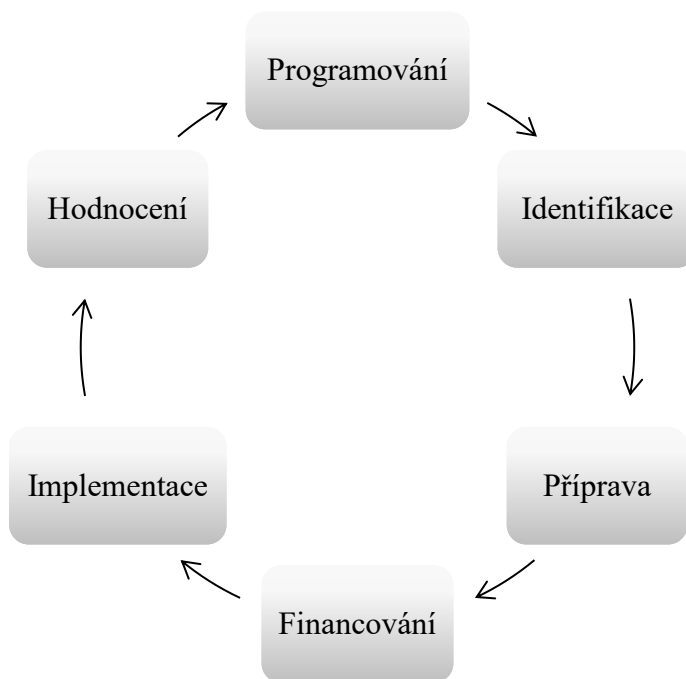 Programování
Identifikace
Příprava
Financování
Implementace
Hodnocení